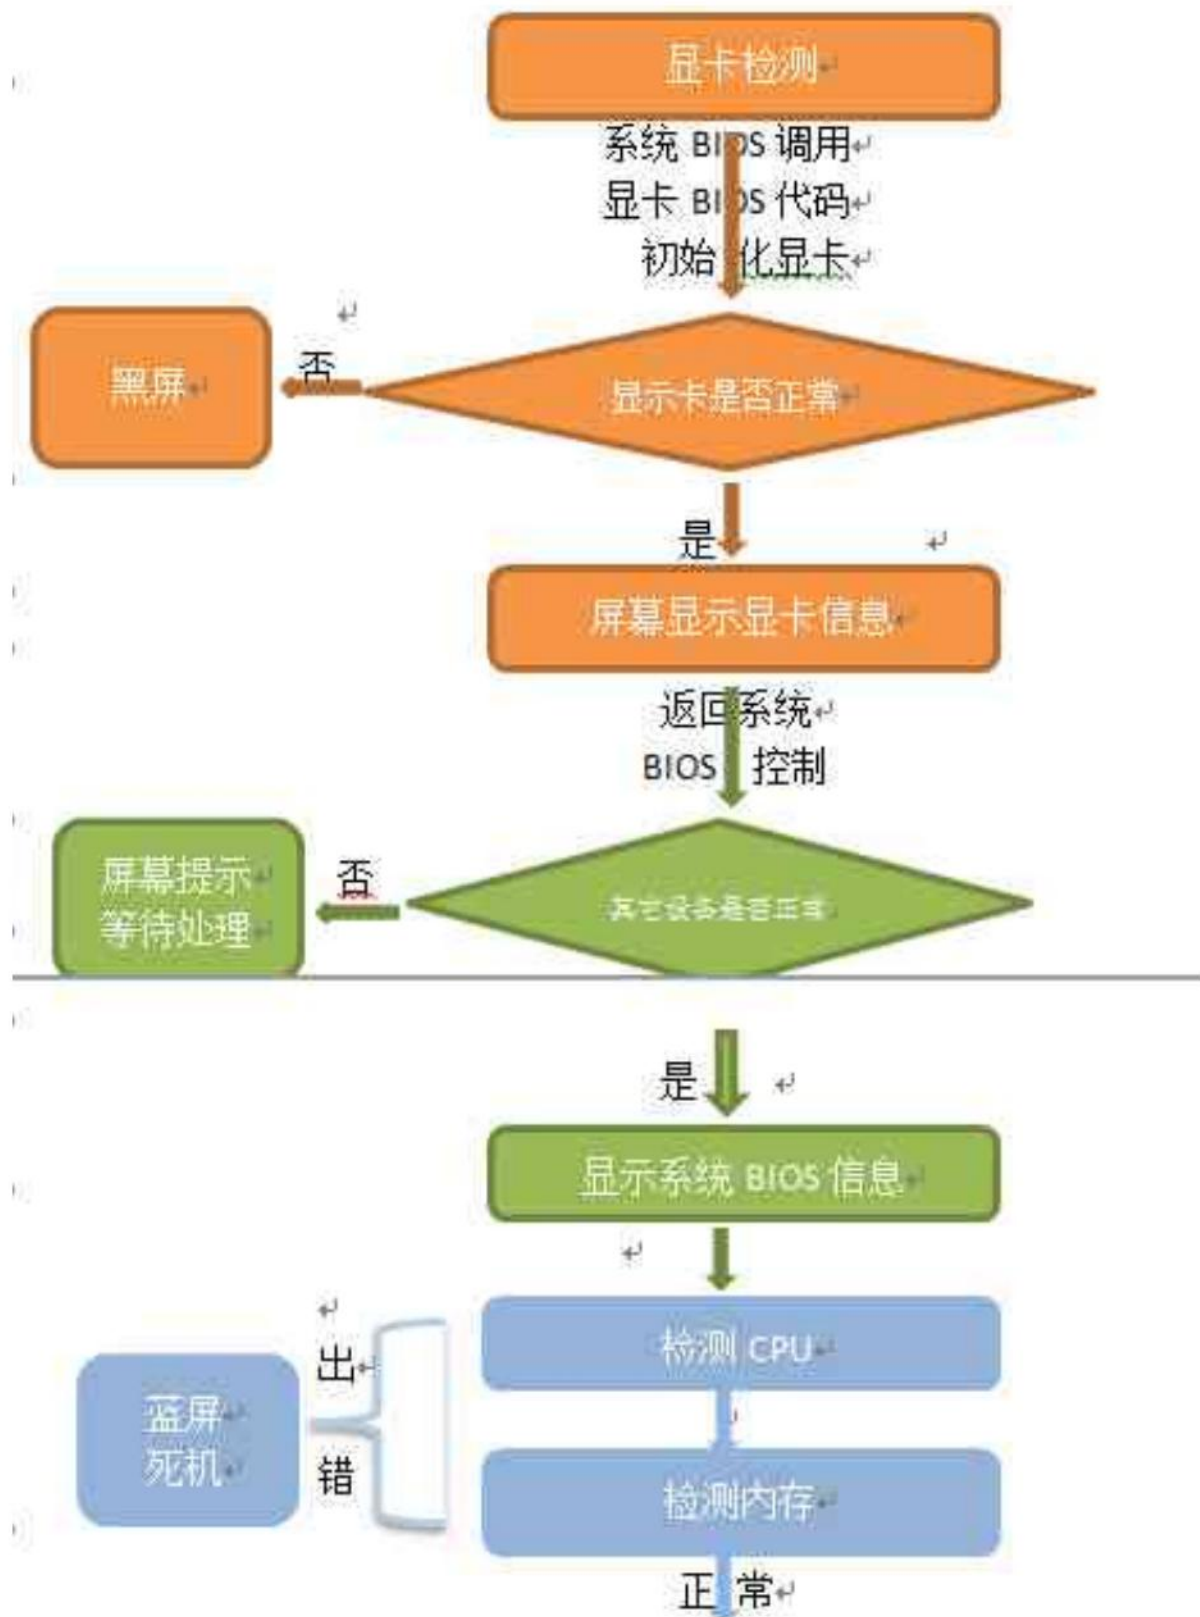 显卡检测
系统 BIOS 调用
显卡 BIOS 代码
初始化显卡
否
黑屏
显示卡是否正常
是
屏幕显示显卡信息
返回系统
BIOS 控制
屏幕提示
等待处理
否
其它设备是否正常
是
显示系统 BIOS 信息
出
错
检测 CPU
蓝屏
死机
检测内存
正常